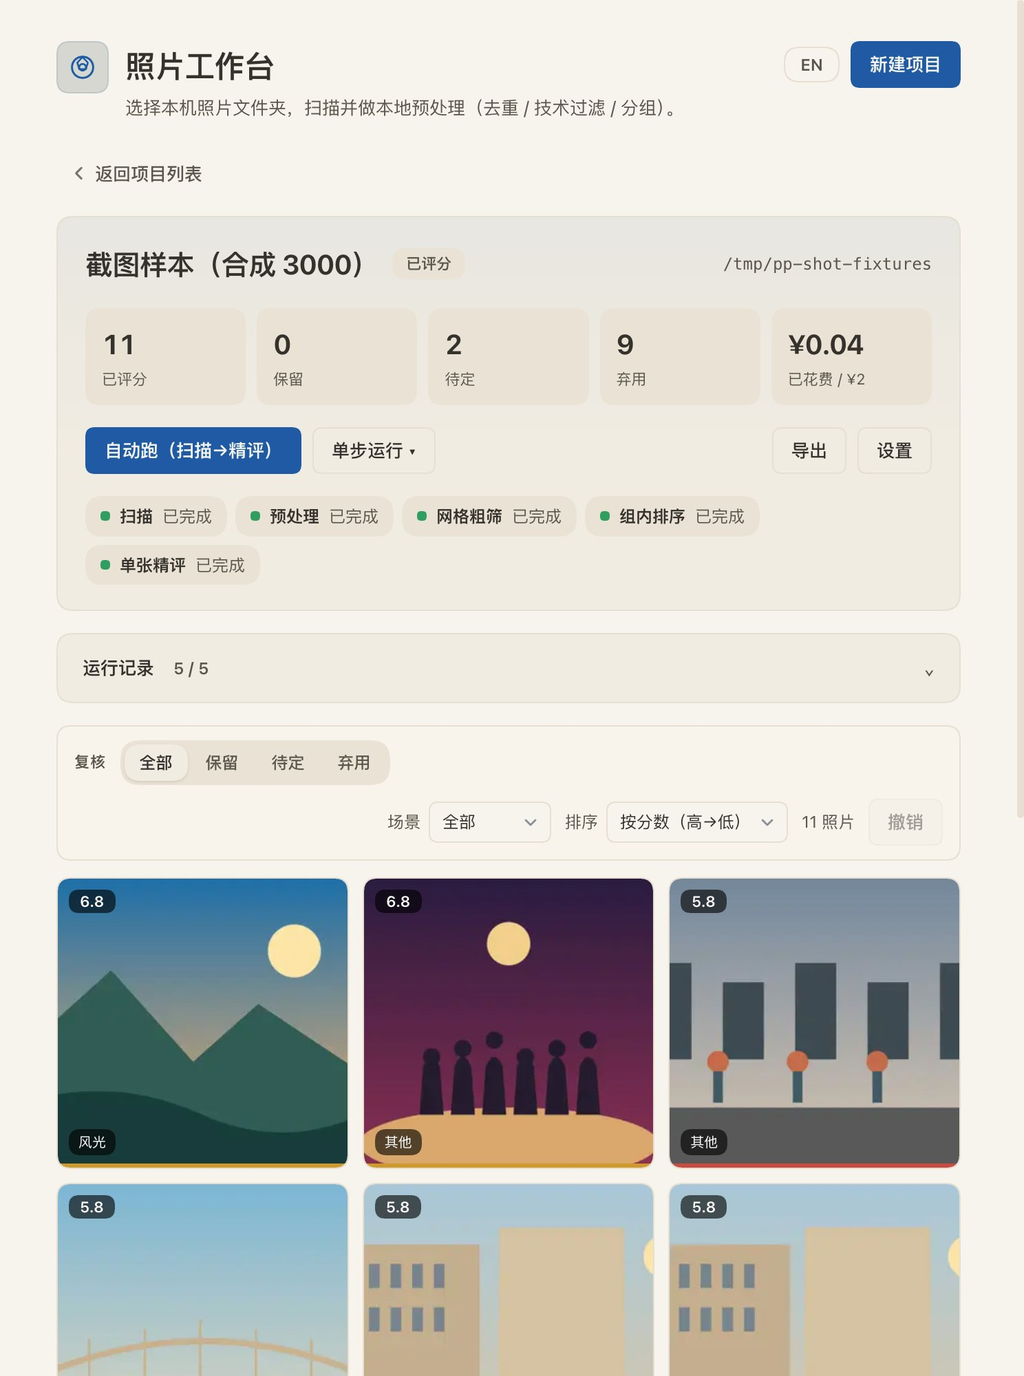 照片工作台
EN
新建项目
选择本机照片文件夹，扫描并做本地预处理（去重 / 技术过滤 / 分组）。
返回项目列表
截图样本（合成 3000）
已评分
/tmp/pp-shot-fixtures
11
已评分
0
保留
2
待定
9
弃用
¥0.04
已花费 / ¥2
自动跑（扫描→精评）
单步运行
导出
设置
扫描 已完成
预处理 已完成
网格粗筛 已完成
组内排序 已完成
单张精评 已完成
运行记录 5 / 5
复核 全部 保留 待定 弃用
场景 全部 排序 按分数（高→低） 11 照片 撤销
6.8
风光
6.8
其他
5.8
其他
5.8
5.8
5.8